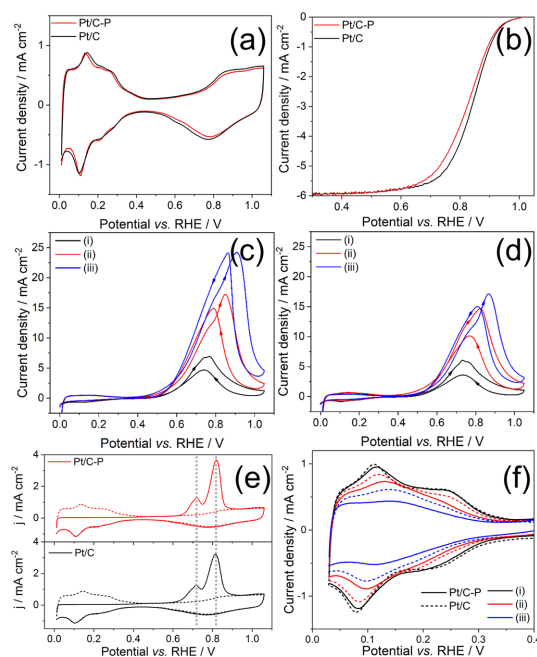 Pt/C-P
Pt/C
(a)
Current density / mA cm-2
1
0
-1
0.0 0.2 0.4 0.6 0.8 1.0
Potential vs. RHE / V
Pt/C-P
Pt/C
(b)
Current density / mA cm-2
0
-1
-2
-3
-4
-5
-6
0.4 0.6 0.8 1.0
Potential vs. RHE / V
(i)
(ii)
(iii)
(c)
Current density / mA cm-2
25
20
15
10
5
0
0.0 0.2 0.4 0.6 0.8 1.0
Potential vs. RHE / V
(i)
(ii)
(iii)
(d)
Current density / mA cm-2
25
20
15
10
5
0
0.0 0.2 0.4 0.6 0.8 1.0
Potential vs. RHE / V
Pt/C-P
(e)
j / mA cm-2
4
2
0
Pt/C
j / mA cm-2
4
2
0
0.0 0.2 0.4 0.6 0.8 1.0
Potential vs. RHE / V
(f)
Current density / mA cm-2
1
0
-1
Pt/C-P
Pt/C
(i)
(ii)
(iii)
0.0 0.1 0.2 0.3 0.4
Potential vs. RHE / V